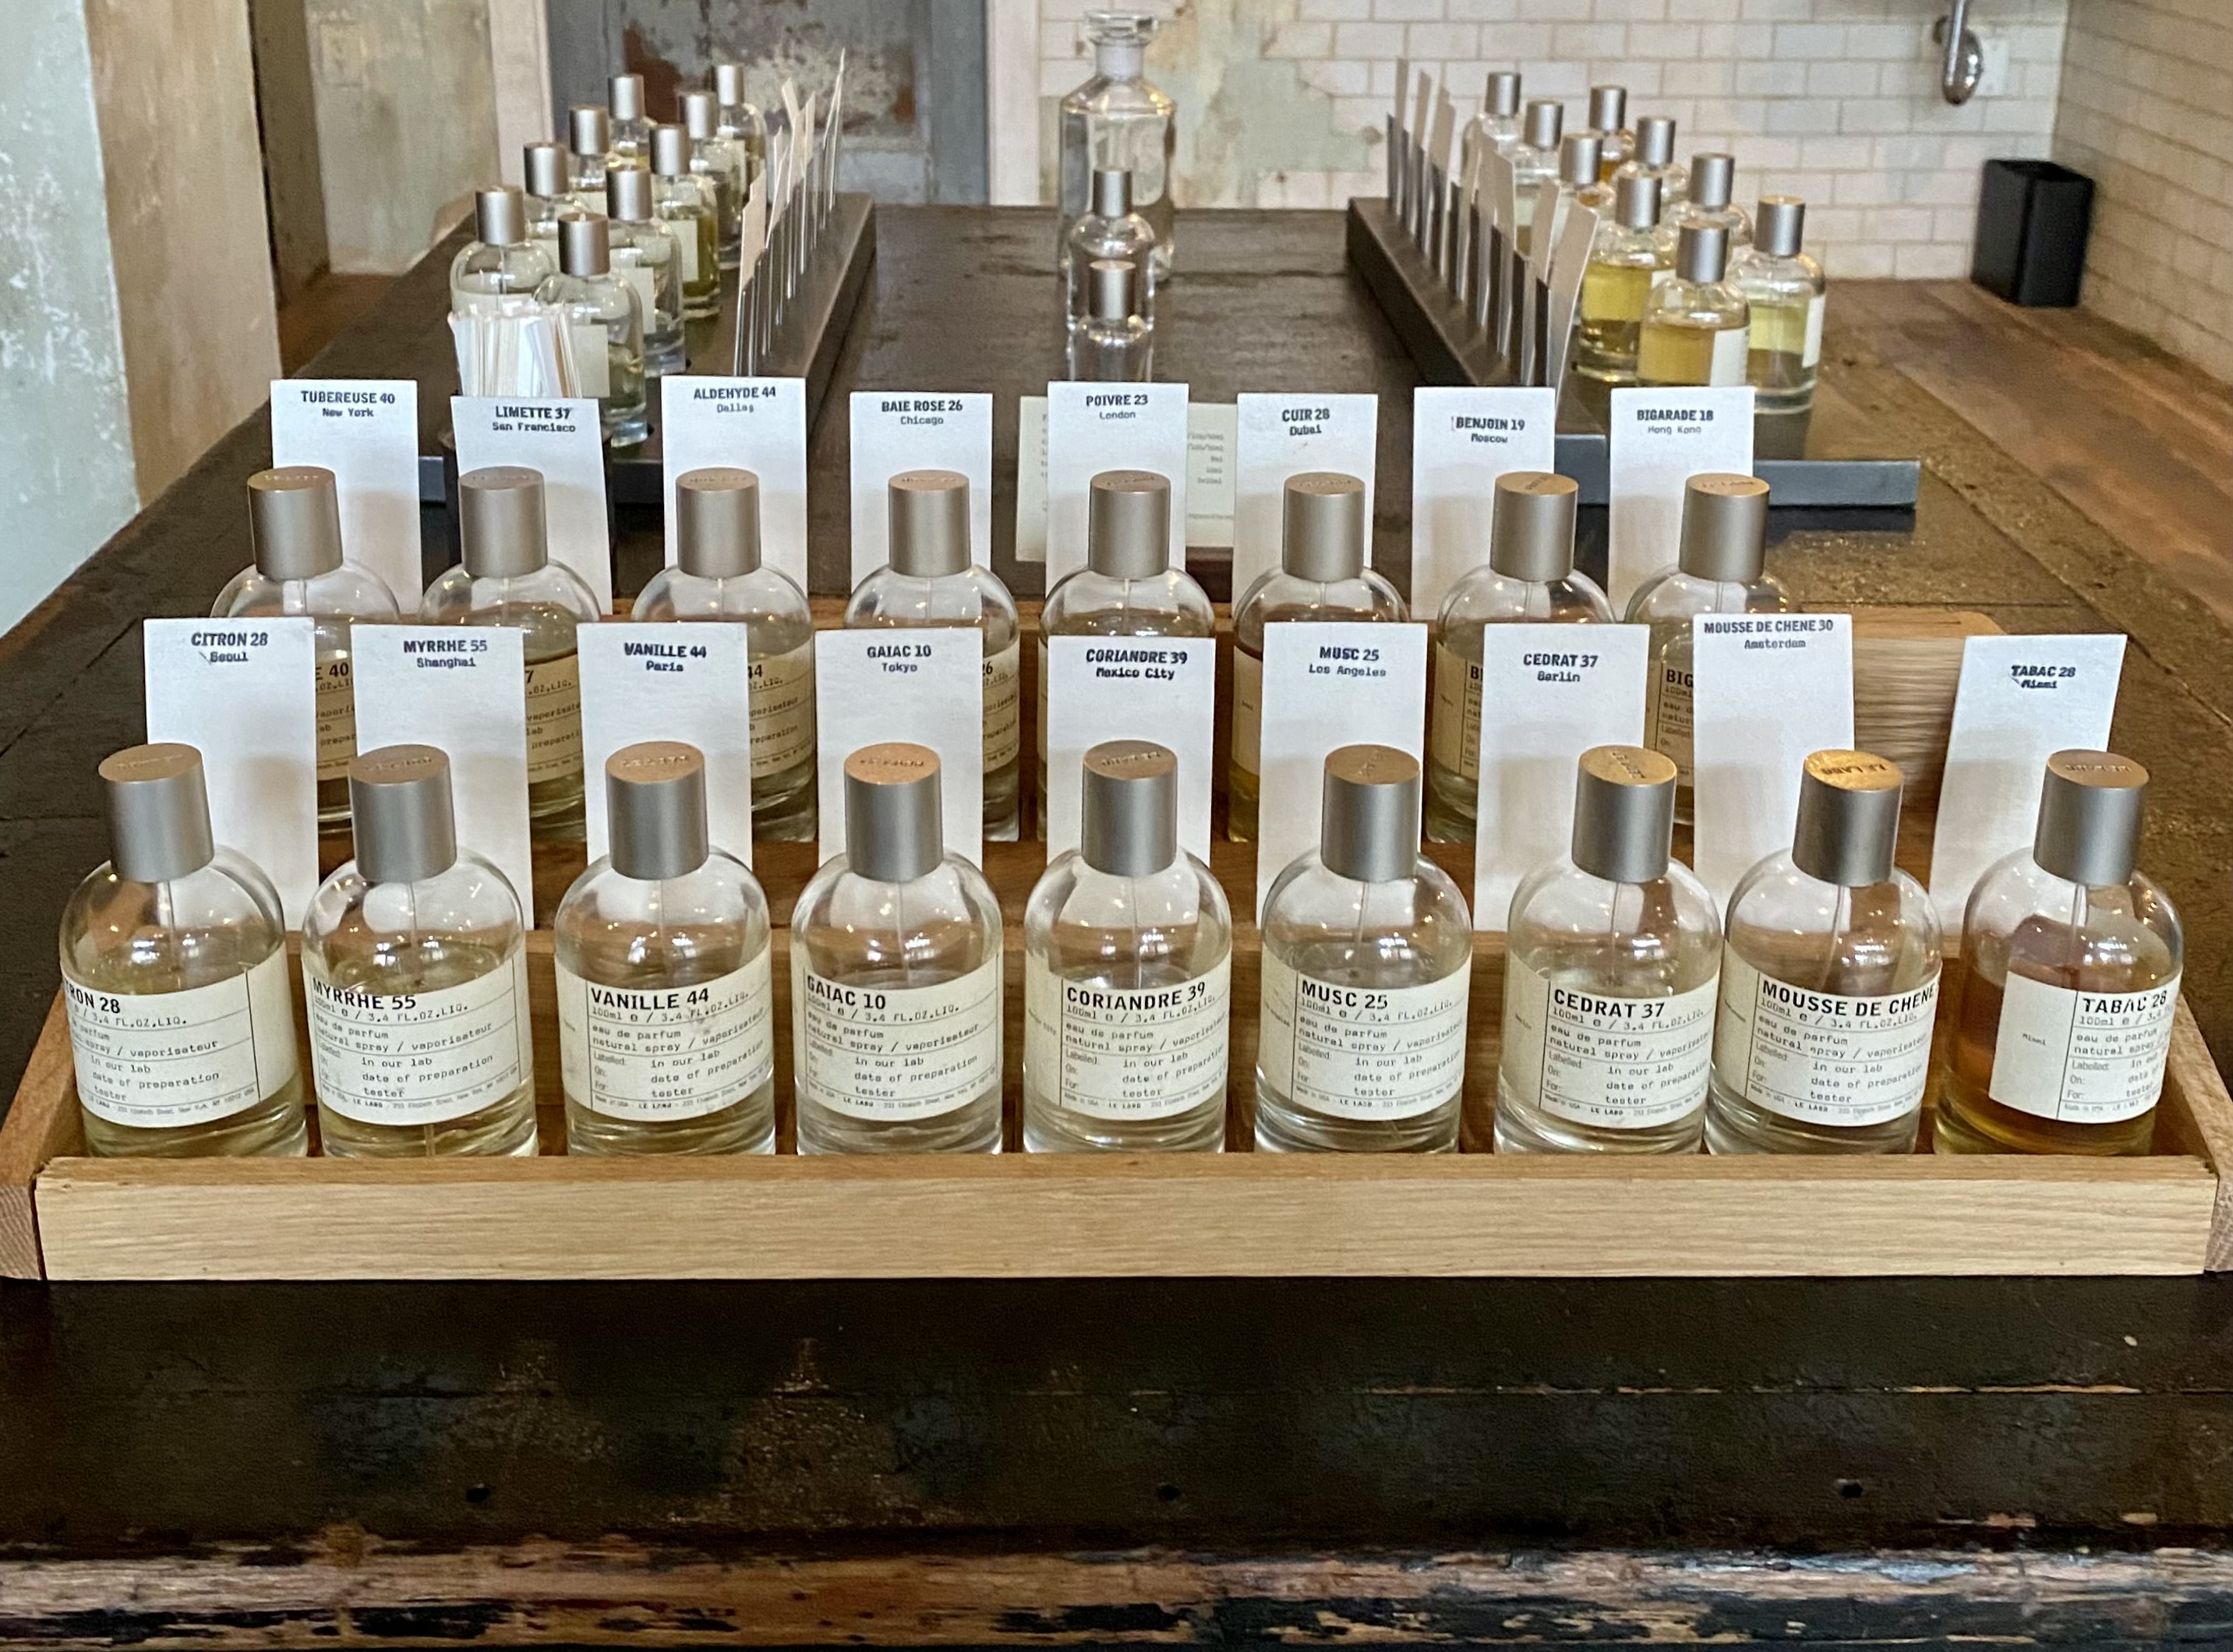 TUBEREUSE 40
New York
LIMETTE 37
San Francisco
ALDEHYDE 44
Dallas
BAIE ROSE 26
Chicago
POIVRE 23
London
CUIR 28
Dubai
BENJOIN 19
Moscow
BIGARADE 18
Hong Kong
CITRON 28
Seoul
MYRRHE 55
Shanghai
VANILLE 44
Paris
GAIAC 10
Tokyo
CORIANDRE 39
Mexico City
MUSC 25
Los Angeles
CEDRAT 37
Berlin
MOUSSE DE CHENE 30
Amsterdam
TABAC 28
Miami
TRON 28
/ 3.4 FL.OZ.LIQ.
de parfum
spray / vaporisateur
in our lab
date of preparation
tester
MYRRHE 55
100ml e / 3.4 FL.OZ.LIQ.
eau de parfum
natural spray / vaporisateur
in our lab
date of preparation
tester
VANILLE 44
100ml e / 3.4 FL.OZ.LIQ.
eau de parfum
natural spray / vaporisateur
Labelled: in our lab
On: date of preparation
For: tester
GAIAC 10
100ml e / 3.4 FL.OZ.LIQ.
eau de parfum
natural spray / vaporisateur
Labelled: in our lab
On: date of preparation
For: tester
CORIANDRE 39
100ml e / 3.4 FL.OZ.LIQ.
eau de parfum
natural spray / vaporisateur
Labelled: in our lab
On: date of preparation
For: tester
MUSC 25
100ml e / 3.4 FL.OZ.LIQ.
eau de parfum
natural spray / vaporisateur
Labelled: in our lab
On: date of preparation
For: tester
CEDRAT 37
100ml e / 3.4 FL.OZ.LIQ.
eau de parfum
natural spray /
Labelled: in our lab
On: date of preparation
For: tester
LE LABO
MOUSSE DE CHENE
100ml e / 3.4 FL.OZ.LIQ.
eau de parfum
natural spray /
Labelled: in our lab
On: date of preparation
For: tester
Miami
TABAC 28
100ml e / 3.4
eau de parfum
natural spray
Labelled:
On:
For: